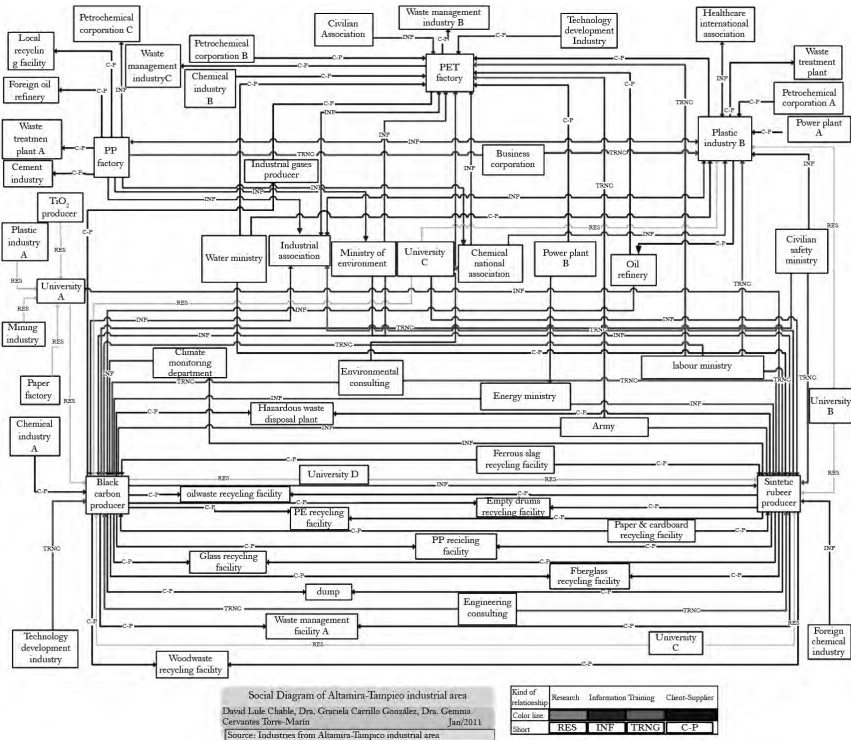 Petrochemical
corporation C
Civilian
Association
Waste management
industry B
Technology
development
Industry
Healthcare
international
association
Local
recyclin
g facility
Waste
management
industryC
Petrochemical
corporation B
Chemical
industry
B
PET
factory
Waste
treatment
plant
Foreign oil
refinery
Petrochemical
corporation A
Power plant
A
Plastic
industry B
Waste
treatmen
plant A
PP
factory
Cement
industry
Industrial gases
producer
Business
corporation
TiO2
producer
Plastic
industry
A
Water ministry
Industrial
association
Ministry of
environment
University
C
Chemical
national
association
Power plant
B
Oil
refinery
Civilian
safety
ministry
University
A
Mining
industry
Climate
monitoring
department
Environmental
consulting
labour ministry
Paper
factory
Energy ministry
University
B
Hazardous waste
disposal plant
Army
Chemical
industry
A
Ferrous slag
recycling facility
University D
Black
carbon
producer
Sintetic
rubeer
producer
oilwaste recycling facility
Empty drums
recycling facility
PE recycling
facility
Paper & cardboard
recycling facility
PP recicling
facility
Glass recycling
facility
Fberglass
recycling facility
dump
Engineering
consulting
Waste management
facility A
University
C
Technology
development
industry
Foreign
chemical
industry
Woodwaste
recycling facility
INF
C-P
TRNG
RES
Social Diagram of Altamira-Tampico industrial area
David Lule Chable, Dra. Graciela Carrillo González, Dra. Gemma
Cervantes Torre-Marín Jan/2011
Source: Industries from Altamira-Tampico industrial area
Kind of
relationship Research Information Training Client-Supplier
Color line
Short RES INF TRNG C-P